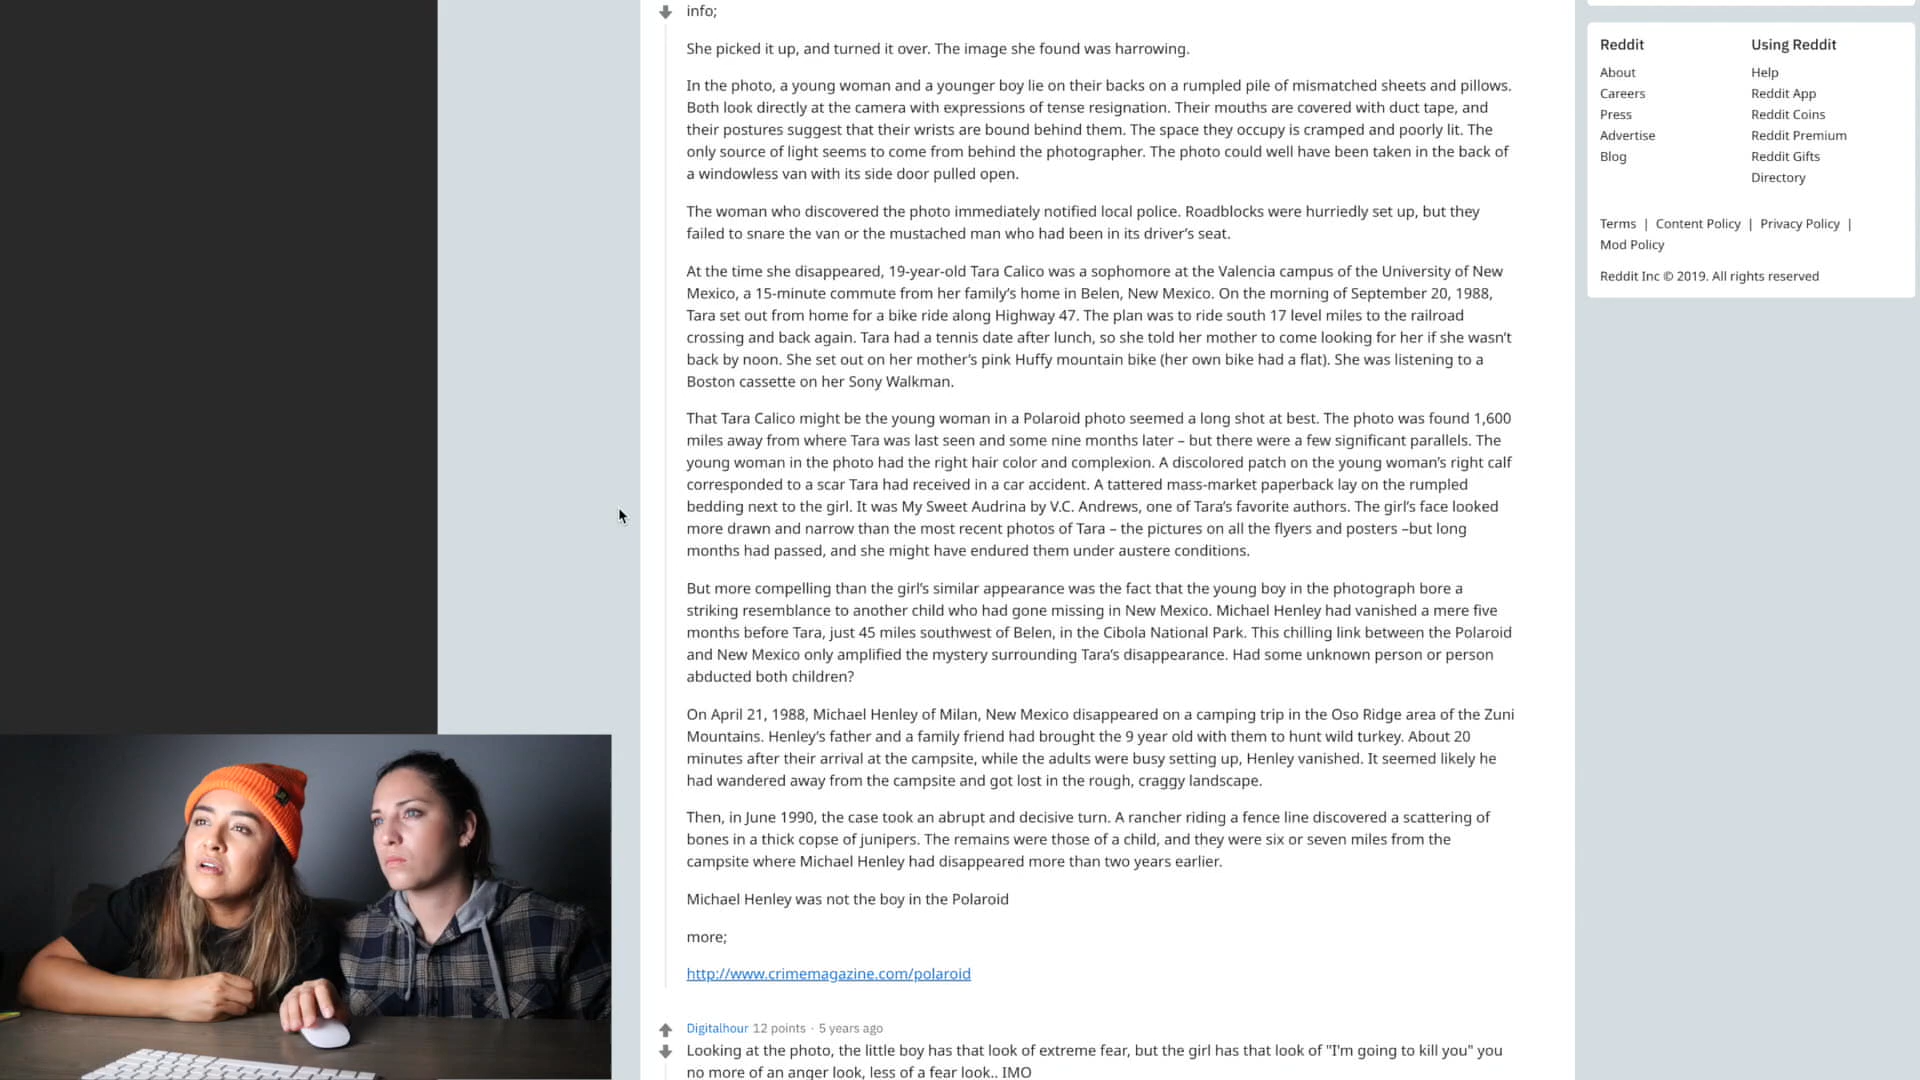 info;
She picked it up, and turned it over. The image she found was harrowing.
In the photo, a young woman and a younger boy lie on their backs on a rumpled pile of mismatched sheets and pillows.
Both look directly at the camera with expressions of tense resignation. Their mouths are covered with duct tape, and
their postures suggest that their wrists are bound behind them. The space they occupy is cramped and poorly lit. The
only source of light seems to come from behind the photographer. The photo could well have been taken in the back of
a windowless van with its side door pulled open.
The woman who discovered the photo immediately notified local police. Roadblocks were hurriedly set up, but they
failed to snare the van or the mustached man who had been in its driver’s seat.
At the time she disappeared, 19-year-old Tara Calico was a sophomore at the Valencia campus of the University of New
Mexico, a 15-minute commute from her family’s home in Belen, New Mexico. On the morning of September 20, 1988,
Tara set out from home for a bike ride along Highway 47. The plan was to ride south 17 level miles to the railroad
crossing and back again. Tara had a tennis date after lunch, so she told her mother to come looking for her if she wasn’t
back by noon. She set out on her mother’s pink Huffy mountain bike (her own bike had a flat). She was listening to a
Boston cassette on her Sony Walkman.
That Tara Calico might be the young woman in a Polaroid photo seemed a long shot at best. The photo was found 1,600
miles away from where Tara was last seen and some nine months later – but there were a few significant parallels. The
young woman in the photo had the right hair color and complexion. A discolored patch on the young woman’s right calf
corresponded to a scar Tara had received in a car accident. A tattered mass-market paperback lay on the rumpled
bedding next to the girl. It was My Sweet Audrina by V.C. Andrews, one of Tara’s favorite authors. The girl’s face looked
more drawn and narrow than the most recent photos of Tara – the pictures on all the flyers and posters –but long
months had passed, and she might have endured them under austere conditions.
But more compelling than the girl’s similar appearance was the fact that the young boy in the photograph bore a
striking resemblance to another child who had gone missing in New Mexico. Michael Henley had vanished a mere five
months before Tara, just 45 miles southwest of Belen, in the Cibola National Park. This chilling link between the Polaroid
and New Mexico only amplified the mystery surrounding Tara’s disappearance. Had some unknown person or person
abducted both children?
On April 21, 1988, Michael Henley of Milan, New Mexico disappeared on a camping trip in the Oso Ridge area of the Zuni
Mountains. Henley’s father and a family friend had brought the 9 year old with them to hunt wild turkey. About 20
minutes after their arrival at the campsite, while the adults were busy setting up, Henley vanished. It seemed likely he
had wandered away from the campsite and got lost in the rough, craggy landscape.
Then, in June 1990, the case took an abrupt and decisive turn. A rancher riding a fence line discovered a scattering of
bones in a thick copse of junipers. The remains were those of a child, and they were six or seven miles from the
campsite where Michael Henley had disappeared more than two years earlier.
Michael Henley was not the boy in the Polaroid
more;
http://www.crimemagazine.com/polaroid
Digitalhour 12 points · 5 years ago
Looking at the photo, the little boy has that look of extreme fear, but the girl has that look of "I'm going to kill you" you
no more of an anger look, less of a fear look.. IMO
Reddit
About
Careers
Press
Advertise
Blog
Using Reddit
Help
Reddit App
Reddit Coins
Reddit Premium
Reddit Gifts
Directory
Terms | Content Policy | Privacy Policy |
Mod Policy
Reddit Inc © 2019. All rights reserved